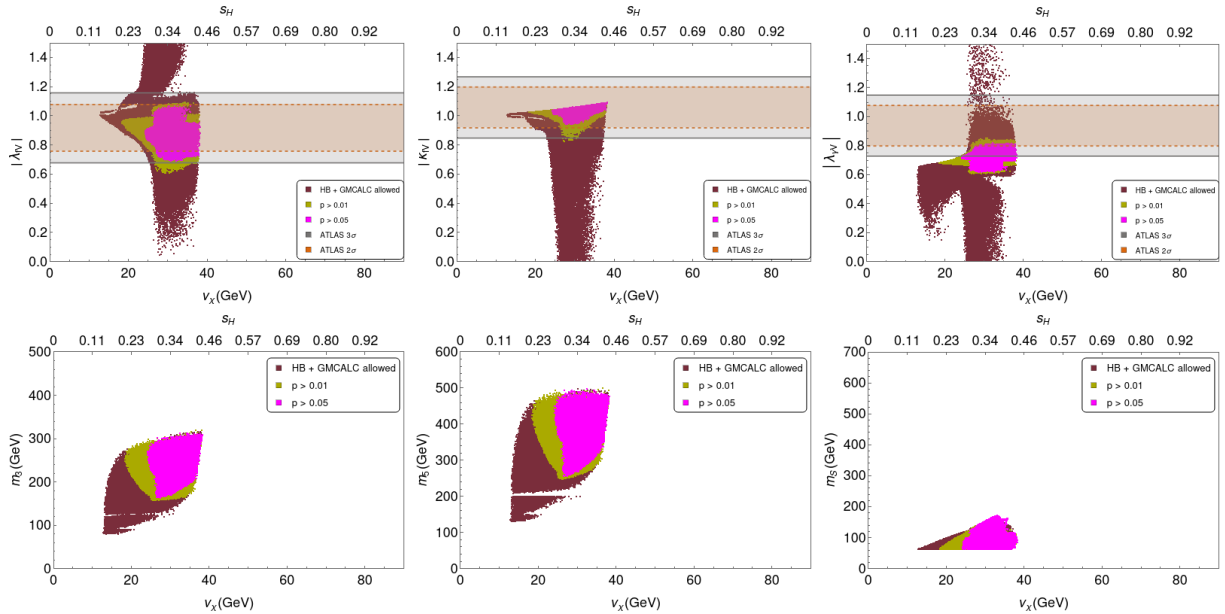 s_H
0 0.11 0.23 0.34 0.46 0.57 0.69 0.92
1.4
1.2
1.0
0.8
0.6
0.4
0.2
0.0
|λ_fV|
HB + GMCALC allowed
p > 0.01
p > 0.05
ATLAS 3σ
ATLAS 2σ
0 20 40 60 80
v_χ(GeV)
s_H
0 0.11 0.23 0.34 0.46 0.57 0.69 0.92
1.4
1.2
1.0
0.8
0.6
0.4
0.2
0.0
|κ_fV|
HB + GMCALC allowed
p > 0.01
p > 0.05
ATLAS 3σ
ATLAS 2σ
0 20 40 60 80
v_χ(GeV)
s_H
0 0.11 0.23 0.34 0.46 0.57 0.69 0.92
1.4
1.2
1.0
0.8
0.6
0.4
0.2
0.0
|λ_γV|
HB + GMCALC allowed
p > 0.01
p > 0.05
ATLAS 3σ
ATLAS 2σ
0 20 40 60 80
v_χ(GeV)
s_H
0 0.11 0.23 0.34 0.46 0.57 0.69 0.92
500
400
300
200
100
0
m_3(GeV)
HB + GMCALC allowed
p > 0.01
p > 0.05
0 20 40 60 80
v_χ(GeV)
s_H
0 0.11 0.23 0.34 0.46 0.57 0.69 0.92
600
500
400
300
200
100
0
m_5(GeV)
HB + GMCALC allowed
p > 0.01
p > 0.05
0 20 40 60 80
v_χ(GeV)
s_H
0 0.11 0.23 0.34 0.46 0.57 0.69 0.92
700
600
500
400
300
200
100
0
m_S(GeV)
HB + GMCALC allowed
p > 0.01
p > 0.05
0 20 40 60 80
v_χ(GeV)